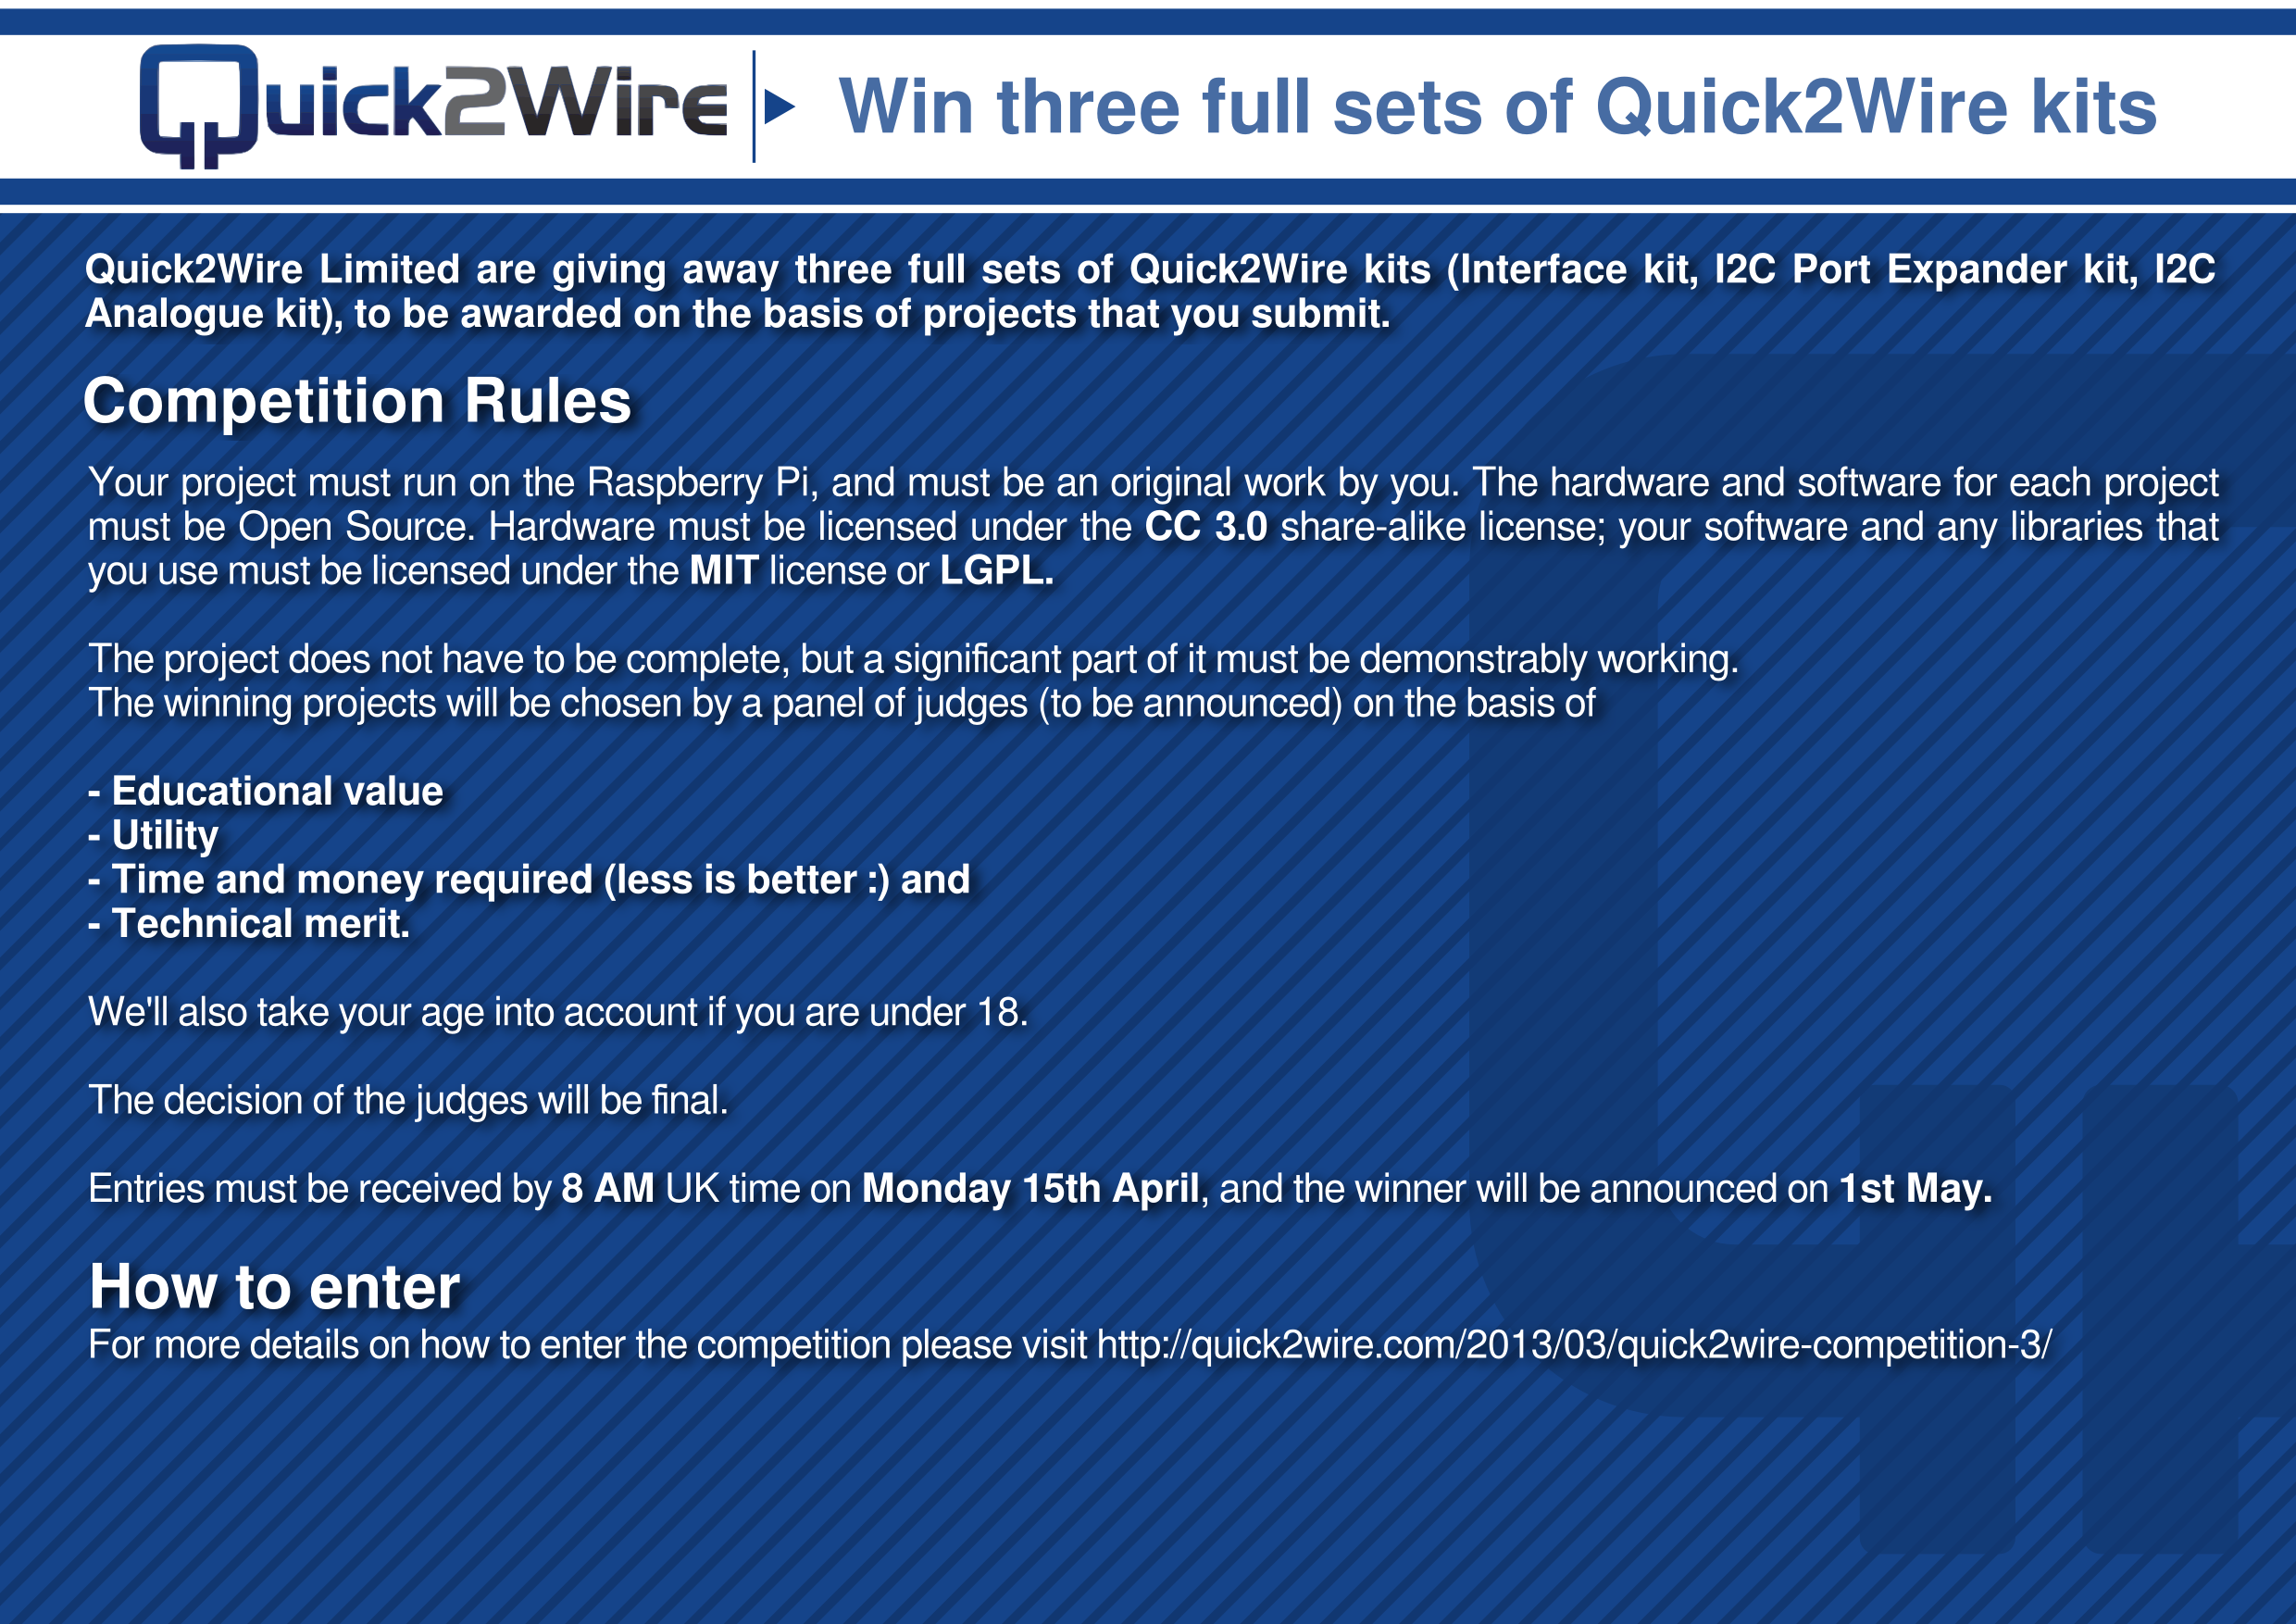 Quick2Wire
Win three full sets of Quick2Wire kits
Quick2Wire Limited are giving away three full sets of Quick2Wire kits (Interface kit, I2C Port Expander kit, I2C
Analogue kit), to be awarded on the basis of projects that you submit.
Competition Rules
Your project must run on the Raspberry Pi, and must be an original work by you. The hardware and software for each project
must be Open Source. Hardware must be licensed under the CC 3.0 share-alike license; your software and any libraries that
you use must be licensed under the MIT license or LGPL.
The project does not have to be complete, but a significant part of it must be demonstrably working.
The winning projects will be chosen by a panel of judges (to be announced) on the basis of
- Educational value
- Utility
- Time and money required (less is better :) and
- Technical merit.
We'll also take your age into account if you are under 18.
The decision of the judges will be final.
Entries must be received by 8 AM UK time on Monday 15th April, and the winner will be announced on 1st May.
How to enter
For more details on how to enter the competition please visit http://quick2wire.com/2013/03/quick2wire-competition-3/